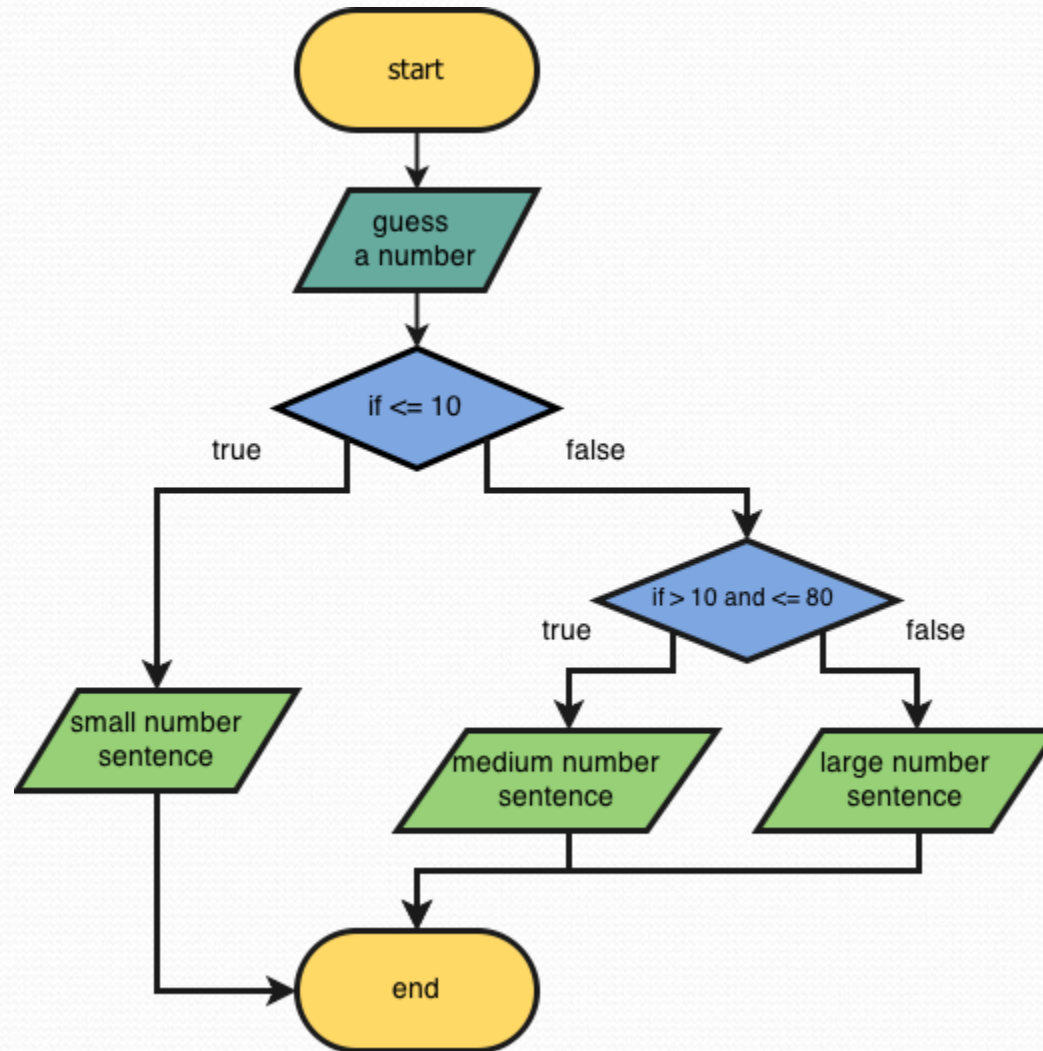 start
guess
a number
if <= 10
true
false
if > 10 and <= 80
true
false
small number
sentence
medium number
sentence
large number
sentence
end